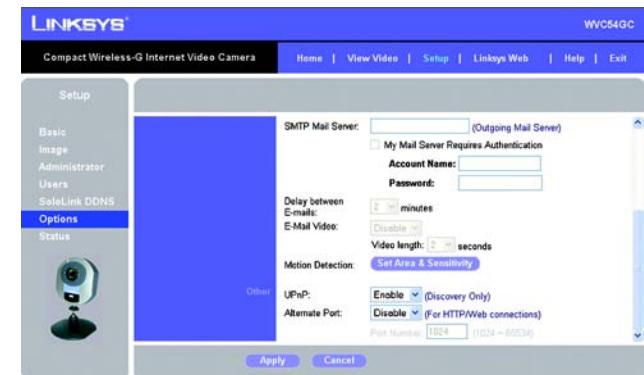 LINKSYS®
WVC54GC
Compact Wireless-G Internet Video Camera
Home | View Video | Setup | Linksys Web | Help | Exit
Setup
Basic
Image
Administrator
Users
SoloLink DDNS
Options
Status
SMTP Mail Server: (Outgoing Mail Server)
My Mail Server Requires Authentication
Account Name:
Password:
Delay between
E-mails: 2 minutes
E-Mail Video: Disable
Video length: 2 seconds
Motion Detection: Set Area & Sensitivity
Other
UPnP: Enable (Discovery Only)
Alternate Port: Disable (For HTTP/Web connections)
Port Number: 1024 (1024 ~ 65534)
Apply Cancel